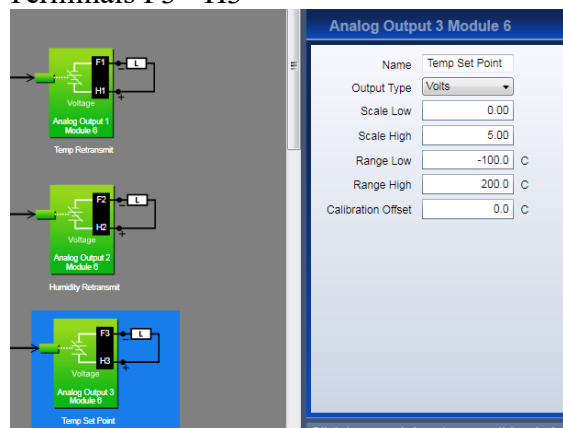 Terminals F3 - H3
F1
L
H1
Voltage
Analog Output 1
Module 6
Temp Retransmit
F2
L
H2
Voltage
Analog Output 2
Module 6
Humidity Retransmit
F3
L
H3
Voltage
Analog Output 3
Module 6
Temp Set Point
Analog Output 3 Module 6
Name Temp Set Point
Output Type Volts
Scale Low 0.00
Scale High 5.00
Range Low -100.0 C
Range High 200.0 C
Calibration Offset 0.0 C